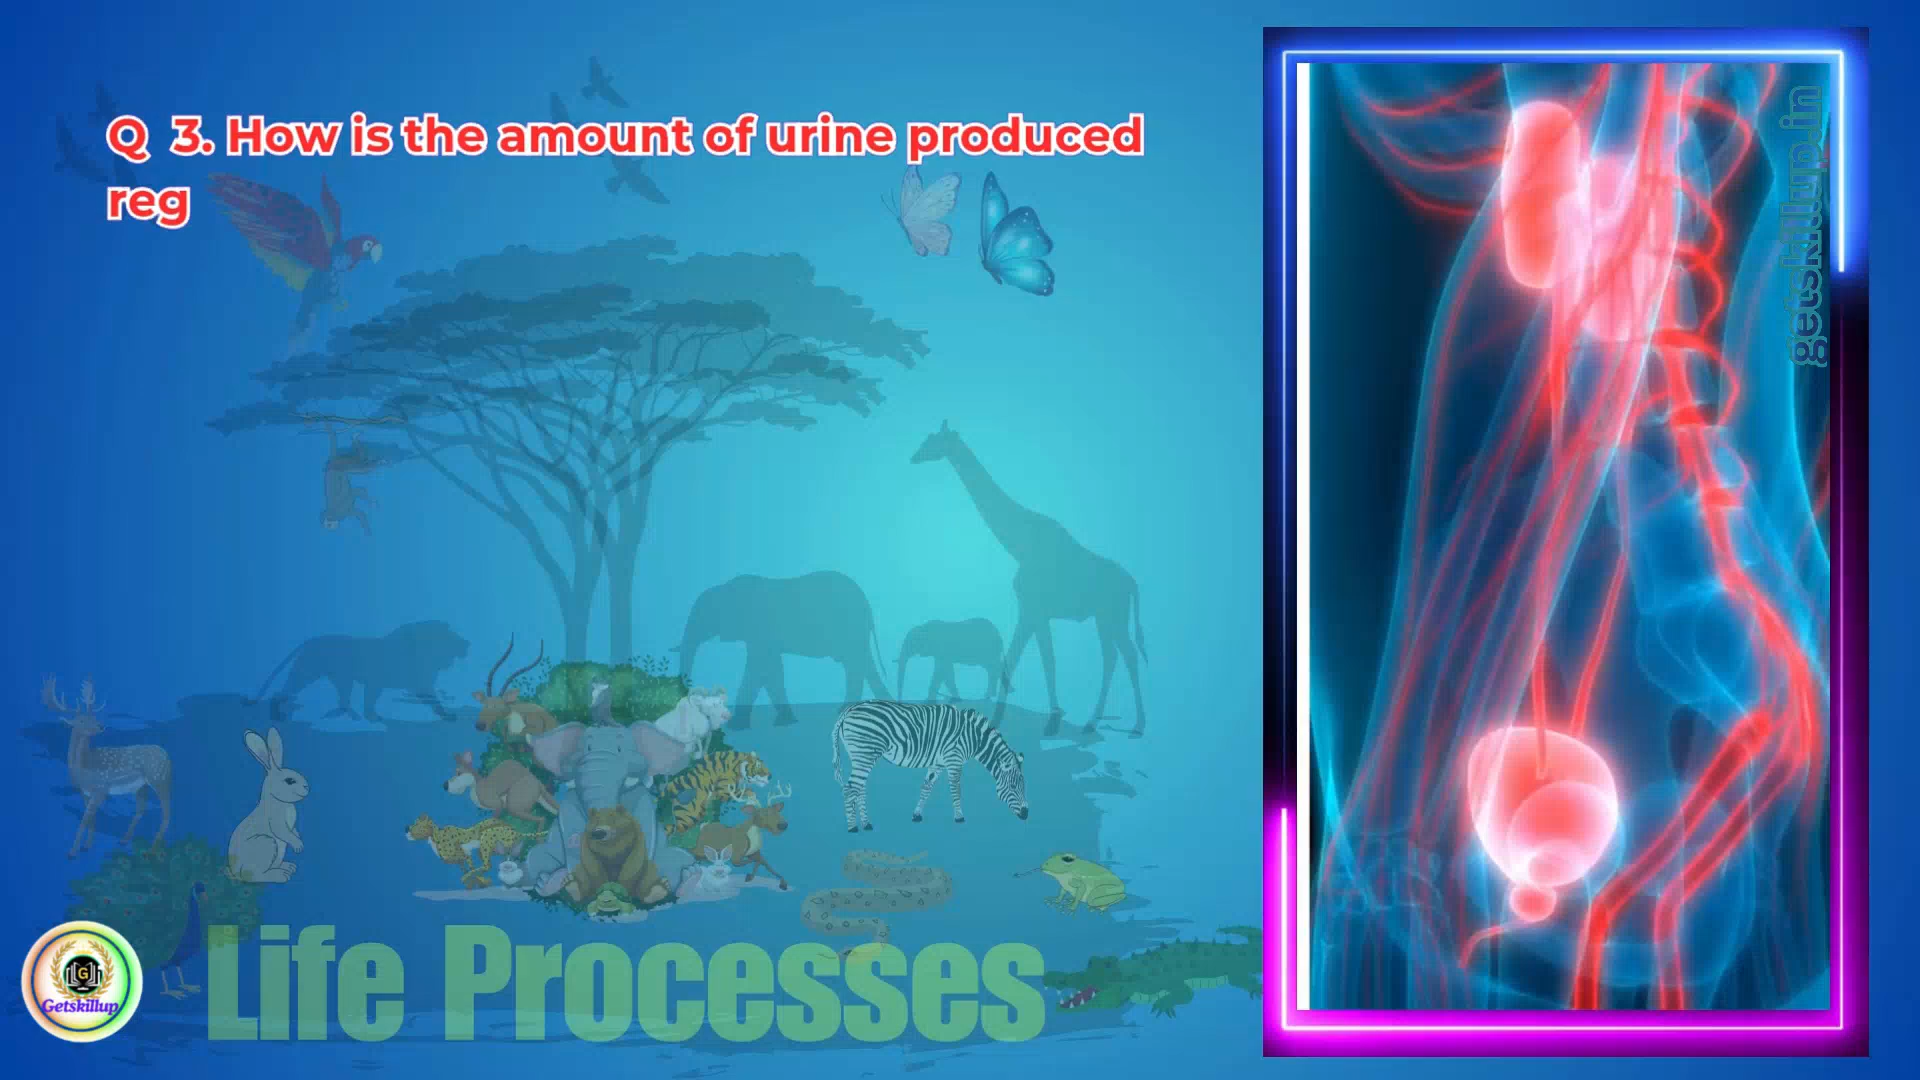 Q 3. How is the amount of urine produced
reg
getskillup.in
Life Processes
G
Getskillup